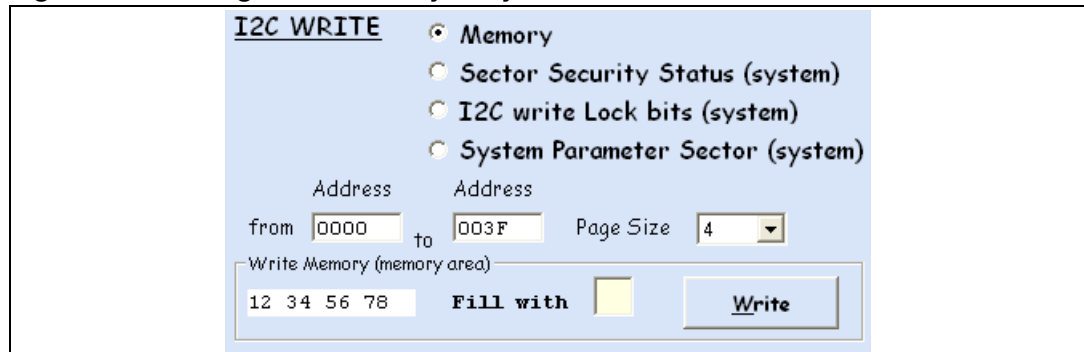 I2C WRITE
Memory
Sector Security Status (system)
I2C write Lock bits (system)
System Parameter Sector (system)
Address Address
from 0000 to 003F Page Size 4
Write Memory (memory area)
12 34 56 78 Fill with Write